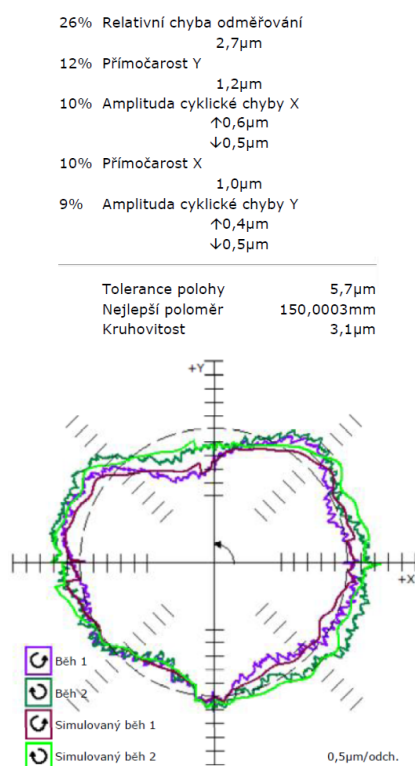 26% Relativní chyba odměřování
2,7µm
12% Přímočarost Y
1,2µm
10% Amplituda cyklické chyby X
↑0,6µm
↓0,5µm
10% Přímočarost X
1,0µm
9% Amplituda cyklické chyby Y
↑0,4µm
↓0,5µm
Tolerance polohy 5,7µm
Nejlepší poloměr 150,0003mm
Kruhovitost 3,1µm
+Y
+X
Běh 1
Běh 2
Simulovaný běh 1
Simulovaný běh 2
0,5µm/odch.